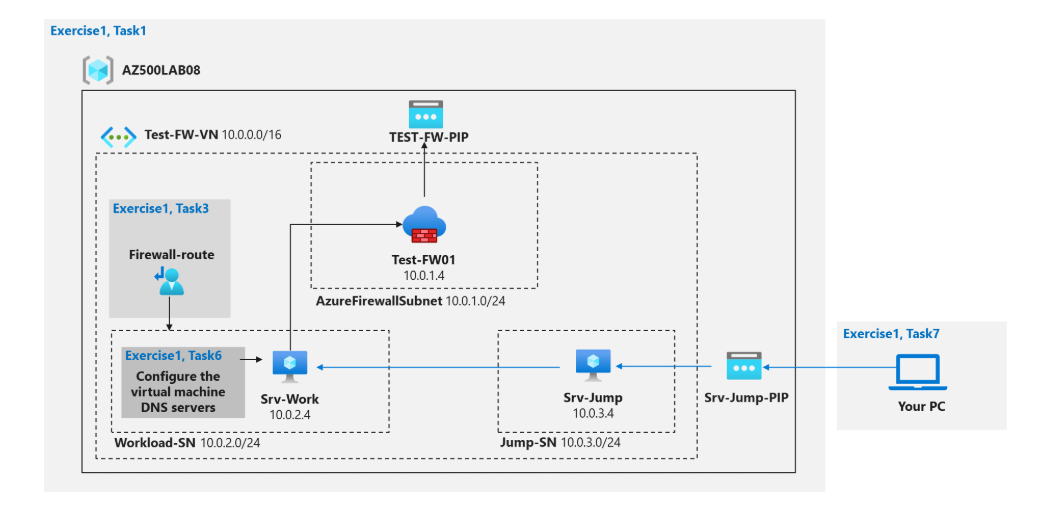 Exercise1, Task1
AZ500LAB08
Test-FW-VN 10.0.0.0/16
TEST-FW-PIP
Exercise1, Task3
Firewall-route
Test-FW01
10.0.1.4
AzureFirewallSubnet 10.0.1.0/24
Exercise1, Task6
Configure the
virtual machine
DNS servers
Srv-Work
10.0.2.4
Workload-SN 10.0.2.0/24
Srv-Jump
10.0.3.4
Jump-SN 10.0.3.0/24
Srv-Jump-PIP
Exercise1, Task7
Your PC